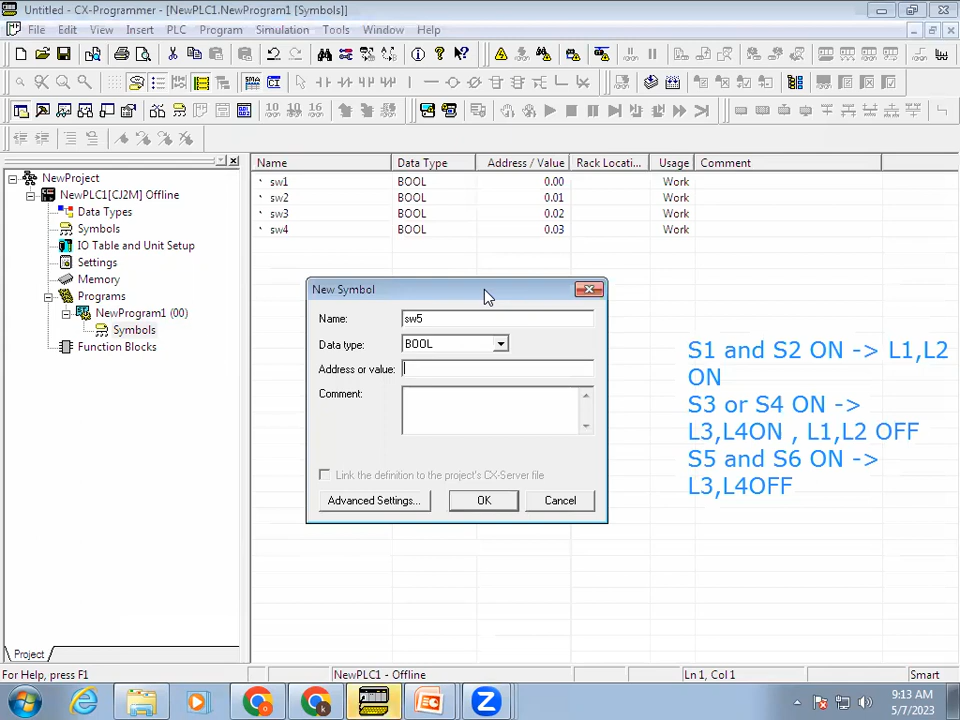 Untitled - CX-Programmer - [NewPLC1.NewProgram1 [Symbols]]
File Edit View Insert PLC Program Simulation Tools Window Help
NewProject
NewPLC1[CJ2M] Offline
Data Types
Symbols
IO Table and Unit Setup
Settings
Memory
Programs
NewProgram1 (00)
Symbols
Function Blocks
Project
Name Data Type Address / Value Rack Locati... Usage Comment
sw1 BOOL 0.00 Work
sw2 BOOL 0.01 Work
sw3 BOOL 0.02 Work
sw4 BOOL 0.03 Work
New Symbol
Name: sw5
Data type: BOOL
Address or value:
Comment:
Link the definition to the project's CX-Server file
Advanced Settings... OK Cancel
S1 and S2 ON -> L1,L2
ON
S3 or S4 ON ->
L3,L4ON , L1,L2 OFF
S5 and S6 ON ->
L3,L4OFF
For Help, press F1 NewPLC1 - Offline Ln 1, Col 1 Smart
9:13 AM
5/7/2023